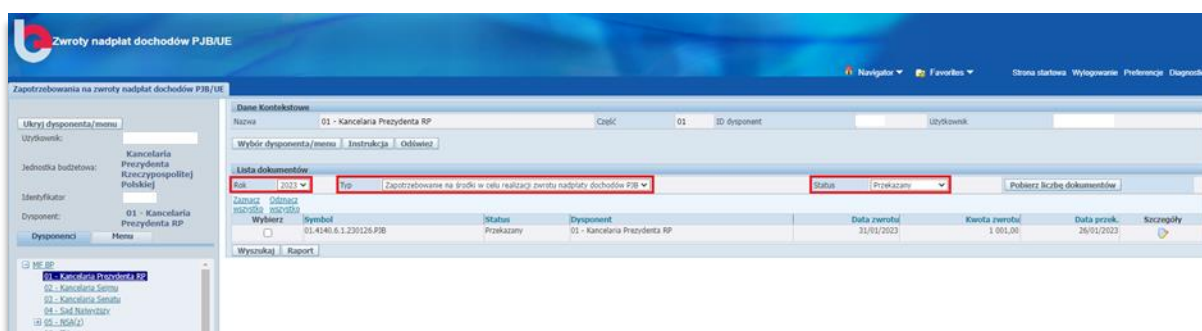 Zwroty nadpłat dochodów PJB/UE
Navigator Favorites Strona startowa Wylogowanie Preferencje
Zapotrzebowania na zwroty nadpłat dochodów PJB/UE
Ukryj dysponenta/menu
Użytkownik:
Jednostka budżetowa: Kancelaria Prezydenta Rzeczypospolitej Polskiej
Identyfikator
Dysponent: 01 - Kancelaria Prezydenta RP
Dysponenci Menu
ME BP
01 - Kancelaria Prezydenta RP
02 - Kancelaria Sejmu
03 - Kancelaria Senatu
04 - Sąd Najwyższy
05 - NSA(z)
Dane Kontekstowe
Nazwa 01 - Kancelaria Prezydenta RP Część 01 ID dysponent Użytkownik
Wybór dysponenta/menu Instrukcja Odśwież
Lista dokumentów
Rok 2023 Typ Zapotrzebowanie na środki w celu realizacji zwrotu nadpłaty dochodów PJB Status Przekazany Pobierz liczbę dokumentów
Zaznacz wszystko Odznacz wszystko
Wybierz Symbol Status Dysponent Data zwrotu Kwota zwrotu Data przek. Szczegóły
01.4140.6.1.230126.PJB Przekazany 01 - Kancelaria Prezydenta RP 31/01/2023 1 001,00 26/01/2023
Wyszukaj Raport